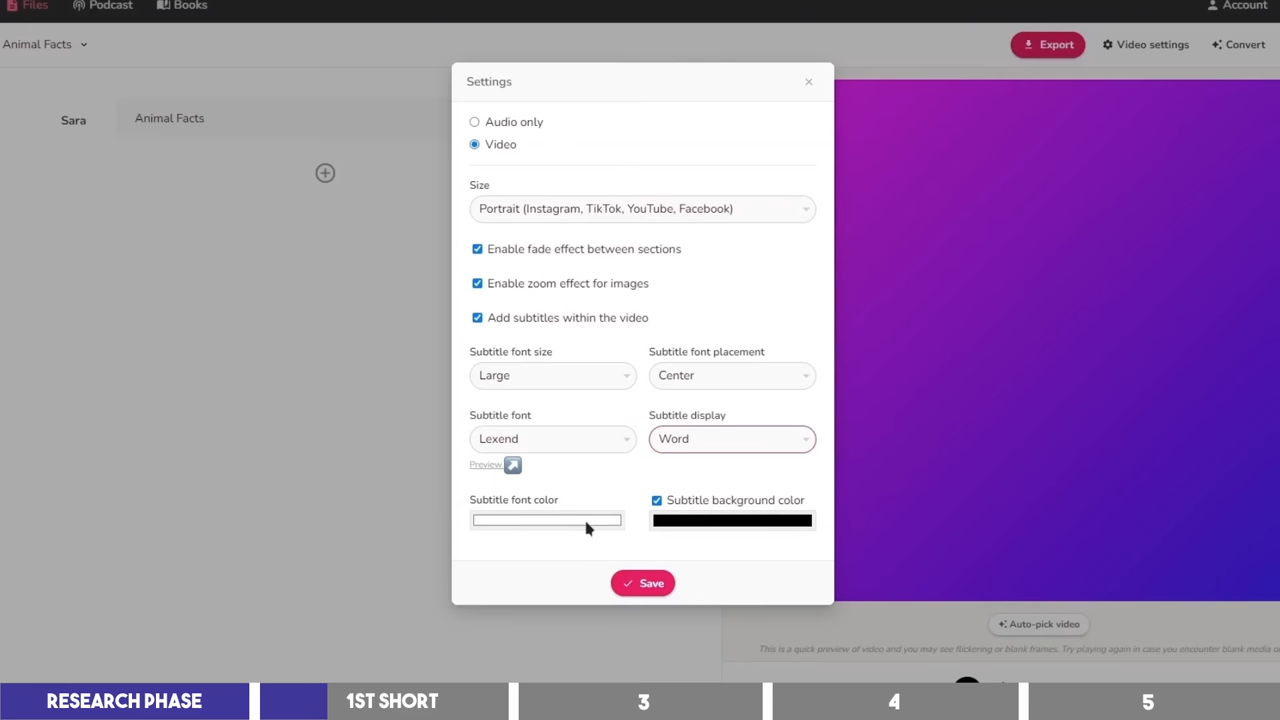 Files Podcast Books Account
Animal Facts Export Video settings Convert
Settings ×
Audio only
Video
Size
Portrait (Instagram, TikTok, YouTube, Facebook)
Enable fade effect between sections
Enable zoom effect for images
Add subtitles within the video
Subtitle font size Subtitle font placement
Large Center
Subtitle font Subtitle display
Lexend Word
Preview
Subtitle font color Subtitle background color
Save
Sara Animal Facts
Auto-pick video
This is a quick preview of video and you may see flickering or blank frames. Try playing again in case you encounter blank media o
RESEARCH PHASE 1ST SHORT 3 4 5